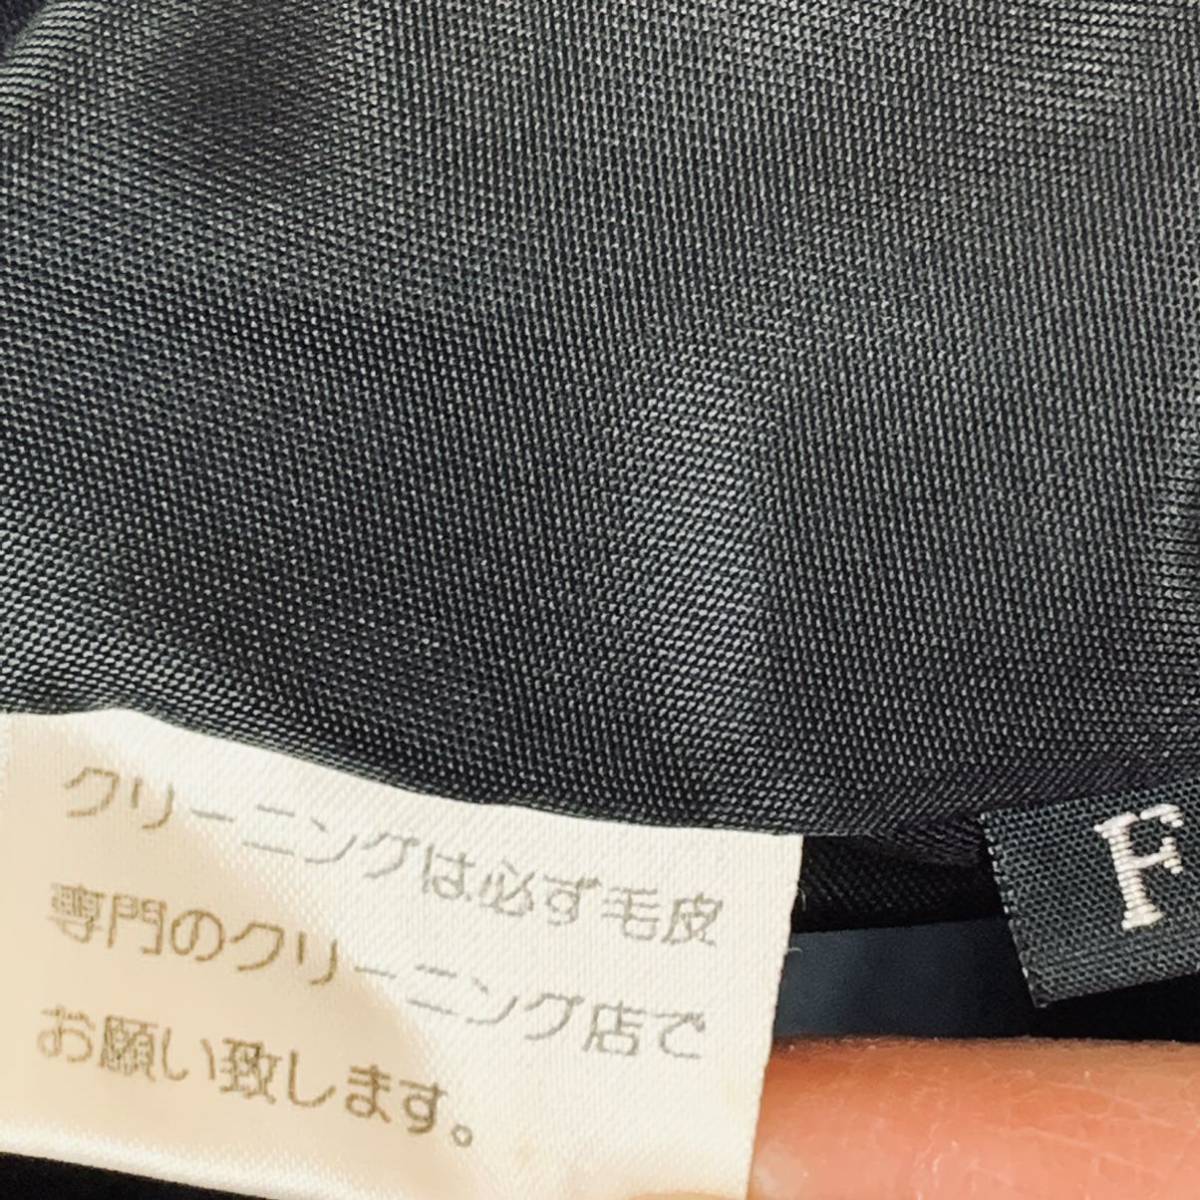 クリーニングは必ず毛皮
専門のクリーニング店で
お願い致します。
F